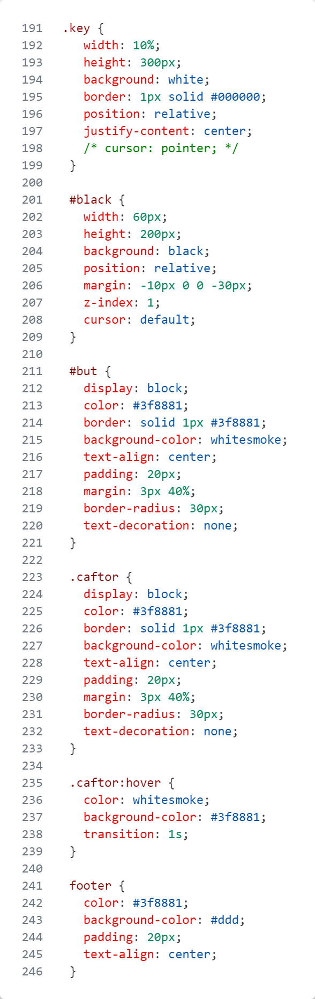 191 .key {
192 width: 10%;
193 height: 300px;
194 background: white;
195 border: 1px solid #000000;
196 position: relative;
197 justify-content: center;
198 /* cursor: pointer; */
199 }
200
201 #black {
202 width: 60px;
203 height: 200px;
204 background: black;
205 position: relative;
206 margin: -10px 0 0 -30px;
207 z-index: 1;
208 cursor: default;
209 }
210
211 #but {
212 display: block;
213 color: #3f8881;
214 border: solid 1px #3f8881;
215 background-color: whitesmoke;
216 text-align: center;
217 padding: 20px;
218 margin: 3px 40%;
219 border-radius: 30px;
220 text-decoration: none;
221 }
222
223 .caftor {
224 display: block;
225 color: #3f8881;
226 border: solid 1px #3f8881;
227 background-color: whitesmoke;
228 text-align: center;
229 padding: 20px;
230 margin: 3px 40%;
231 border-radius: 30px;
232 text-decoration: none;
233 }
234
235 .caftor:hover {
236 color: whitesmoke;
237 background-color: #3f8881;
238 transition: 1s;
239 }
240
241 footer {
242 color: #3f8881;
243 background-color: #ddd;
244 padding: 20px;
245 text-align: center;
246 }